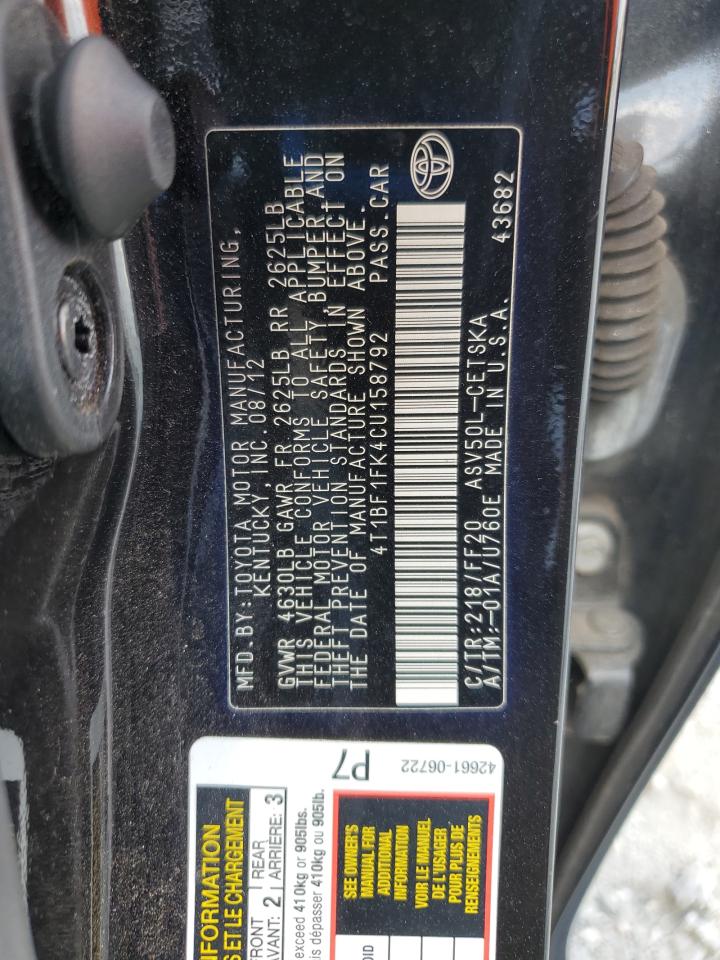 MFD.BY:TOYOTA MOTOR MANUFACTURING,
KENTUCKY, INC. 08/12
GVWR 4630LB GAWR FR 2625LB RR 2625LB
THIS VEHICLE CONFORMS TO ALL APPLICABLE
FEDERAL MOTOR VEHICLE SAFETY BUMPER AND
THEFT PREVENTION STANDARDS IN EFFECT ON
THE DATE OF MANUFACTURE SHOWN ABOVE.
4T1BF1FK4CU158792 PASS.CAR
C/TR:218/FF20 ASV50L-CETSKA
A/TM:-01A/U760E MADE IN U.S.A. 43682
P7
42661-06722
INFORMATION
S ET LE CHARGEMENT
FRONT 2 REAR 3
AVANT: ARRIÈRE:
exceed 410kg or 905lbs.
is dépasser 410kg ou 905lb.
SEE OWNER'S
MANUAL FOR
ADDITIONAL
INFORMATION
VOIR LE MANUEL
DE L'USAGER
POUR PLUS DE
RENSEIGNEMENTS